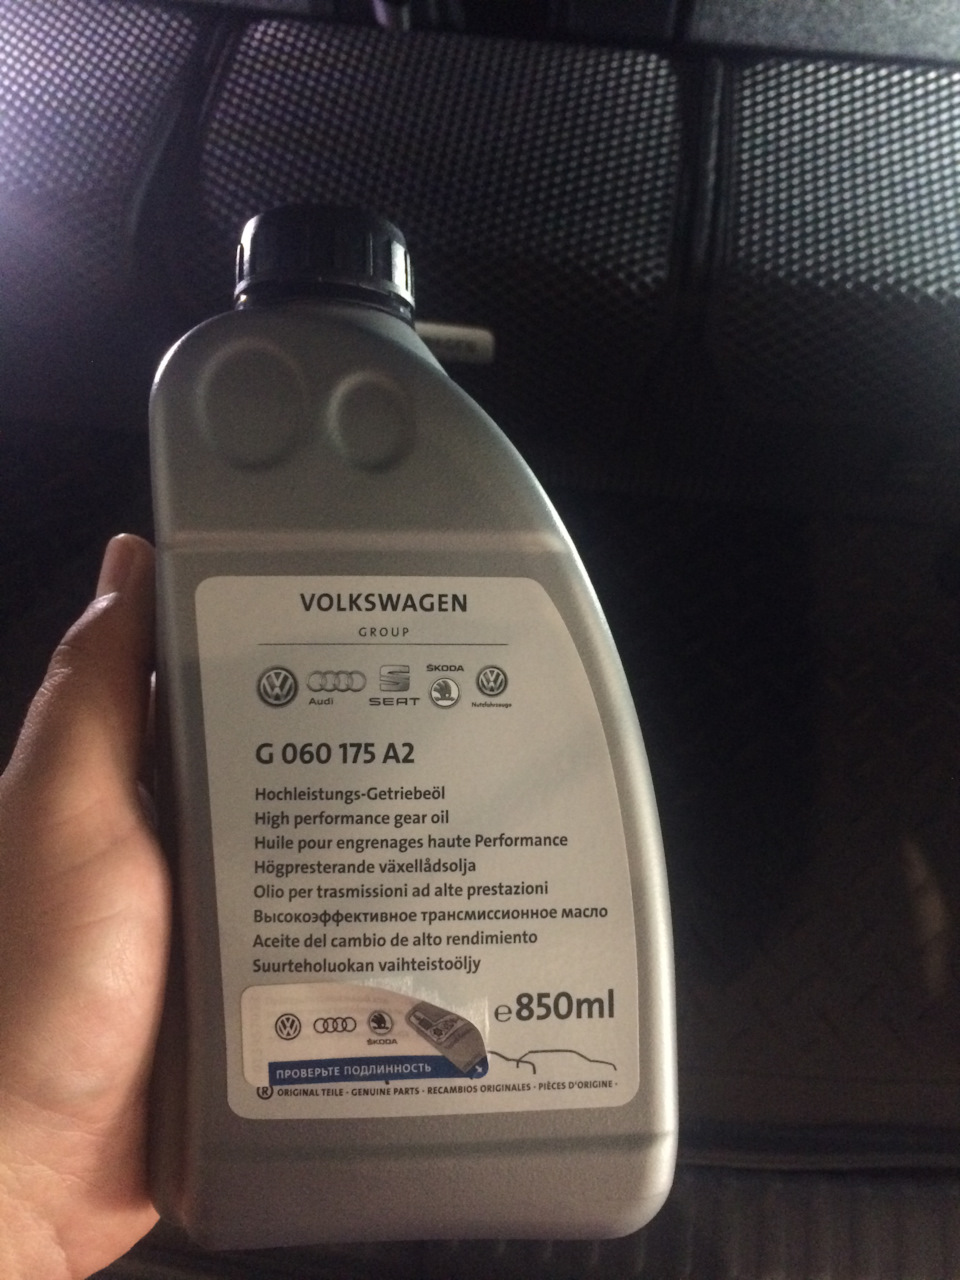 VOLKSWAGEN
GROUP
Audi
SEAT
ŠKODA
Nutzfahrzeuge
G 060 175 A2
Hochleistungs-Getriebeöl
High performance gear oil
Huile pour engrenages haute Performance
Högpresterande växellådsolja
Olio per trasmissioni ad alte prestazioni
Высокоэффективное трансмиссионное масло
Aceite del cambio de alto rendimiento
Suurteholuokan vaihteistoöljy
e850ml
ŠKODA
ПРОВЕРЬТЕ ПОДЛИННОСТЬ
® ORIGINAL TEILE · GENUINE PARTS · RECAMBIOS ORIGINALES · PIÈCES D'ORIGINE ·